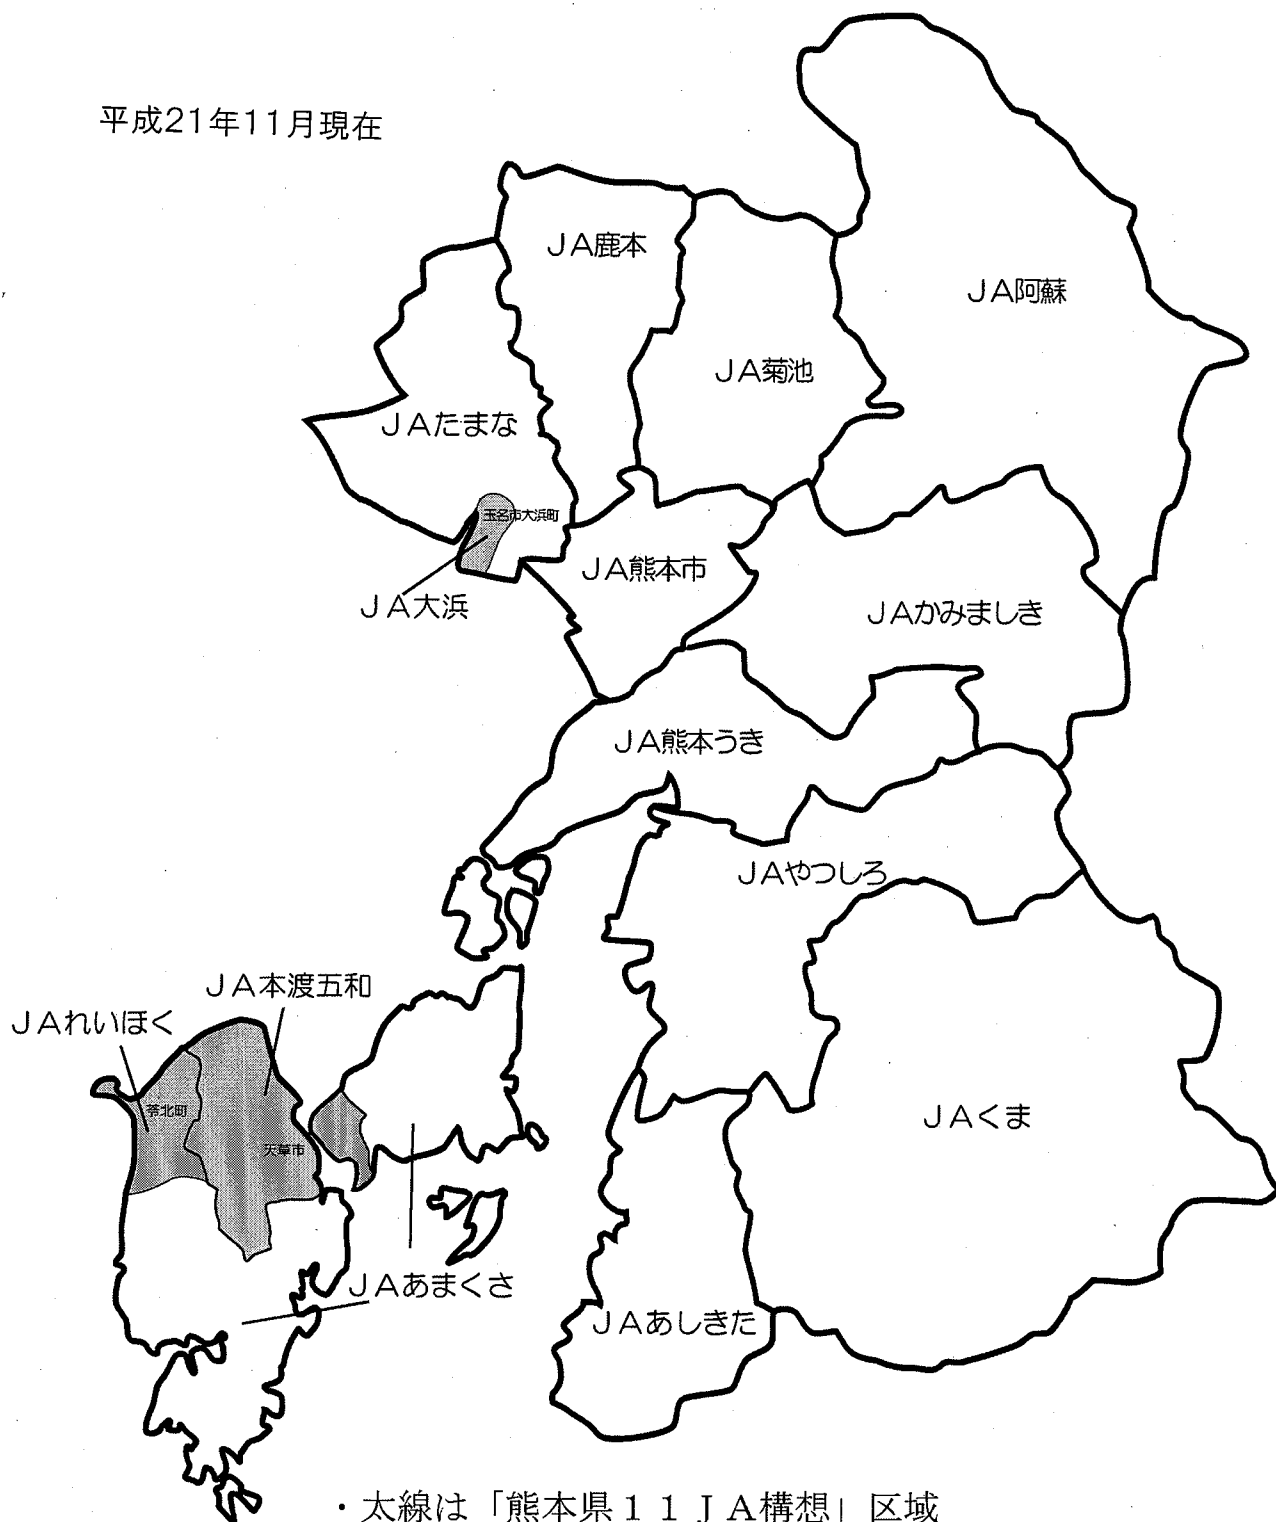 平成21年11月現在
JA鹿本
JA阿蘇
JA菊池
JAたまな
玉名市大浜町
JA熊本市
JA大浜
JAかみましき
JA熊本うき
JAやつしろ
JA本渡五和
JAれいほく
苓北町
天草市
JAくま
JAあまくさ
JAあしきた
・太線は「熊本県11JA構想」区域